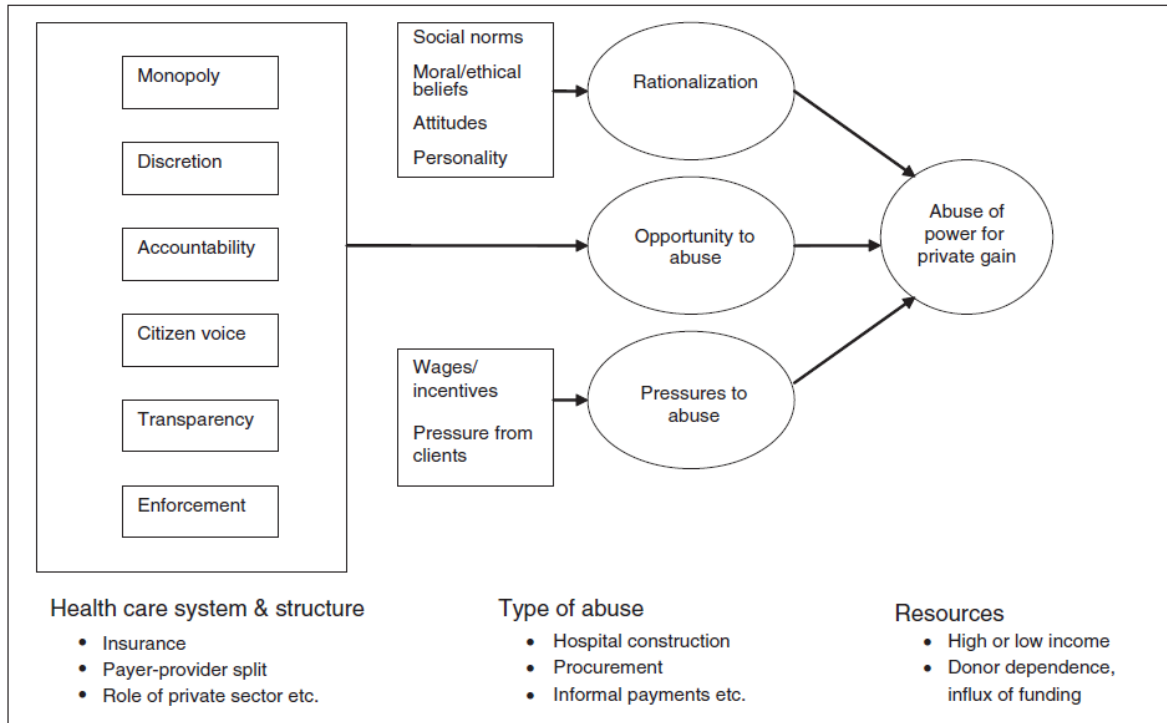 Monopoly
Discretion
Accountability
Citizen voice
Transparency
Enforcement
Social norms
Moral/ethical
beliefs
Attitudes
Personality
Rationalization
Opportunity to
abuse
Wages/
incentives
Pressure from
clients
Pressures to
abuse
Abuse of
power for
private gain
Health care system & structure
• Insurance
• Payer-provider split
• Role of private sector etc.
Type of abuse
• Hospital construction
• Procurement
• Informal payments etc.
Resources
• High or low income
• Donor dependence,
influx of funding